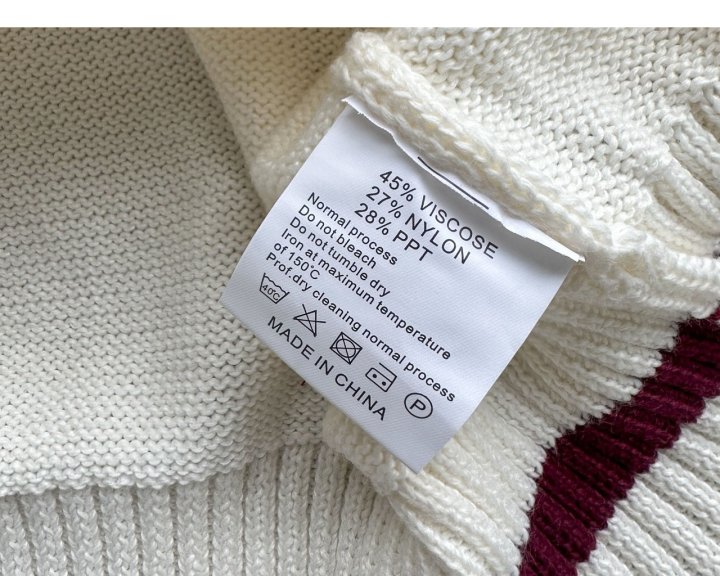 45% VISCOSE
27% NYLON
28% PPT
Normal process
Do not bleach
Do not tumble dry
Iron at maximum temperature
of 150°C
Prof.dry cleaning normal process
40°C
P
MADE IN CHINA